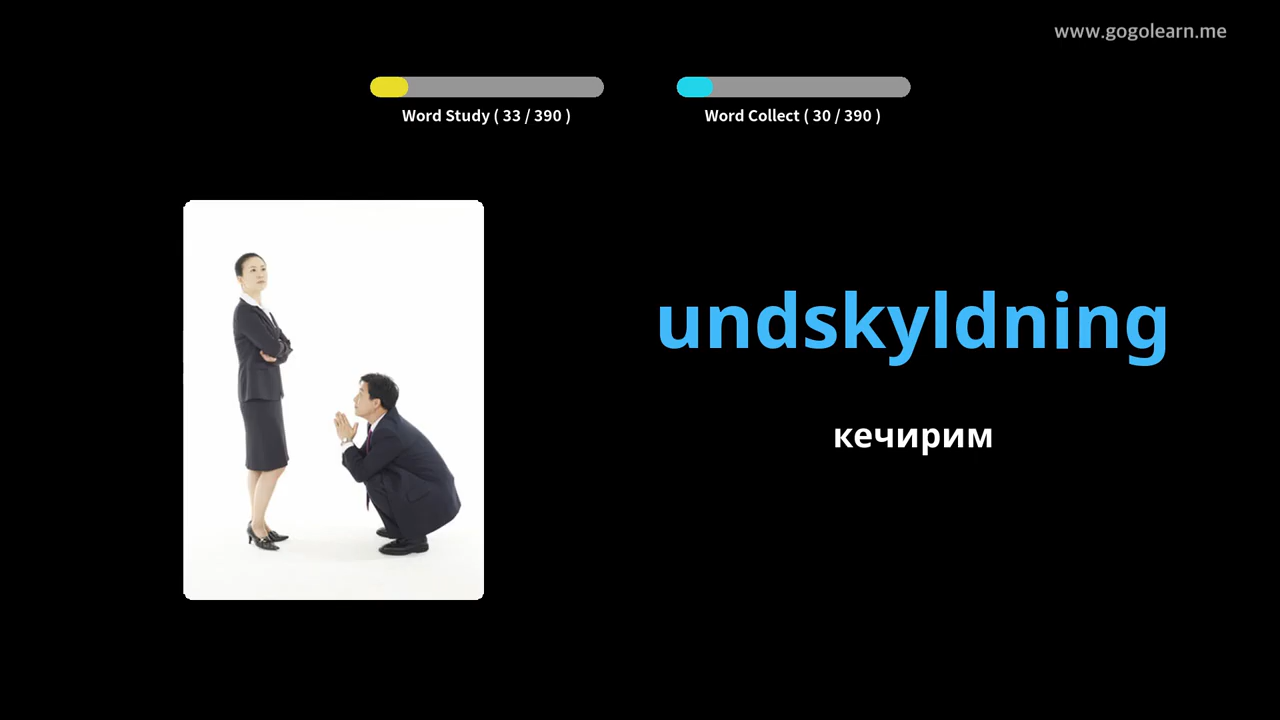 www.gogolearn.me
Word Study ( 33 / 390 )
Word Collect ( 30 / 390 )
undskyldning
кечирим